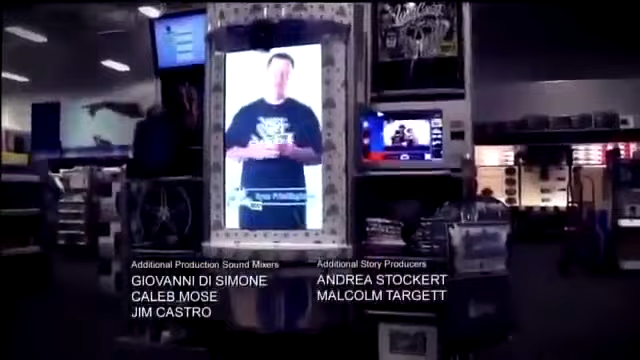 Additional Production Sound Mixers
GIOVANNI DI SIMONE
CALEB MOSE
JIM CASTRO
Additional Story Producers
ANDREA STOCKERT
MALCOLM TARGETT